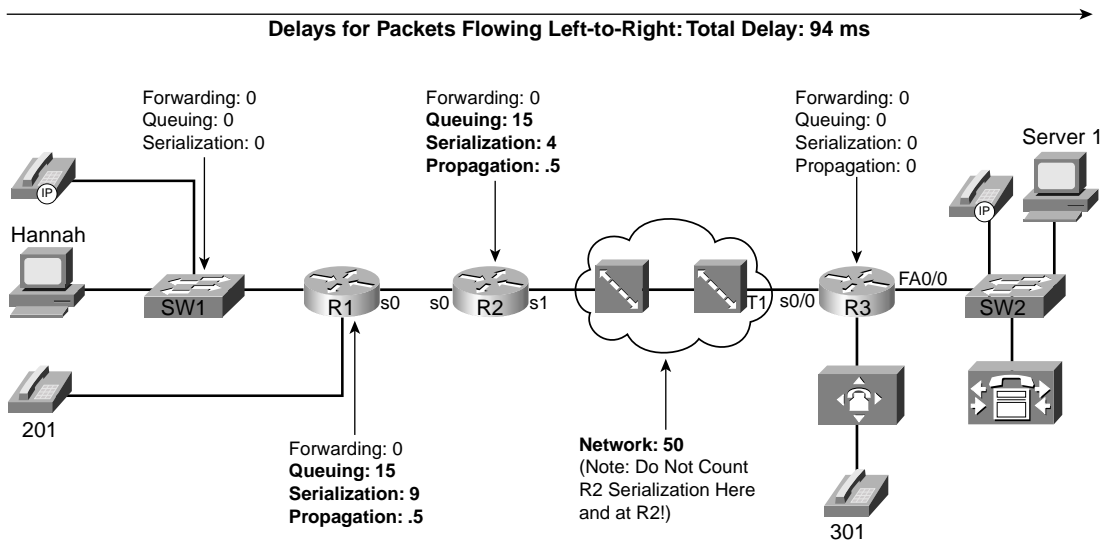 Delays for Packets Flowing Left-to-Right: Total Delay: 94 ms
Forwarding: 0
Queuing: 0
Serialization: 0
Forwarding: 0
Queuing: 15
Serialization: 4
Propagation: .5
Forwarding: 0
Queuing: 0
Serialization: 0
Propagation: 0
Server 1
IP
IP
Hannah
SW1
R1
s0
s0
R2
s1
T1
s0/0
R3
FA0/0
SW2
201
Forwarding: 0
Queuing: 15
Serialization: 9
Propagation: .5
Network: 50
(Note: Do Not Count
R2 Serialization Here
and at R2!)
301